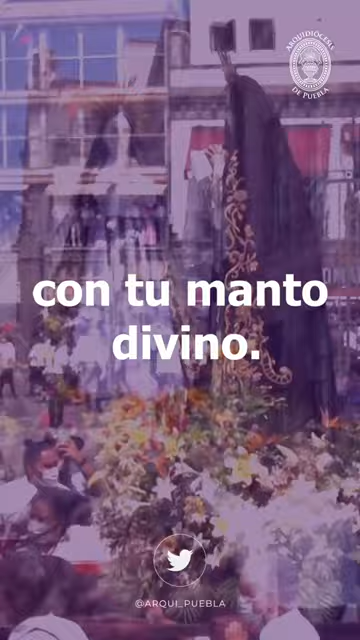 ARQUIDIÓCESIS
DE PUEBLA
con tu manto
divino.
@ARQUI_PUEBLA